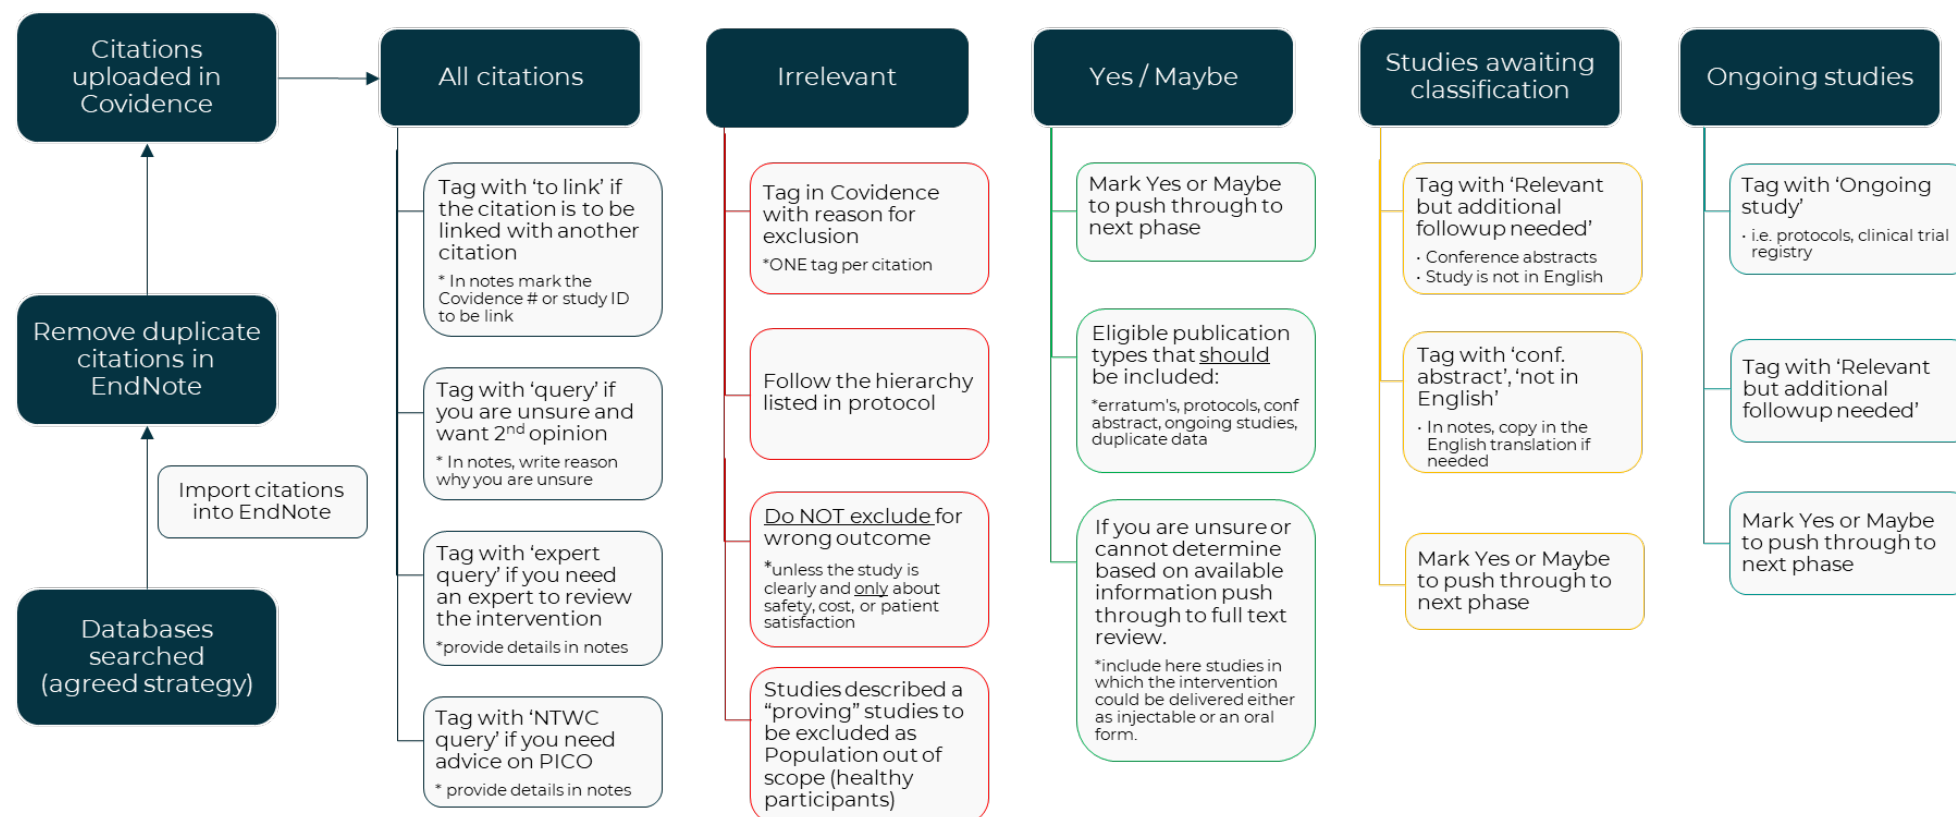 Citations
uploaded in
Covidence
Remove duplicate
citations in
EndNote
Import citations
into EndNote
Databases
searched
(agreed strategy)
All citations
Tag with ‘to link’ if
the citation is to be
linked with another
citation
* In notes mark the
Covidence # or study ID
to be link
Tag with ‘query’ if
you are unsure and
want 2nd opinion
* In notes, write reason
why you are unsure
Tag with ‘expert
query’ if you need
an expert to review
the intervention
*provide details in notes
Tag with ‘NTWC
query’ if you need
advice on PICO
* provide details in notes
Irrelevant
Tag in Covidence
with reason for
exclusion
*ONE tag per citation
Follow the hierarchy
listed in protocol
Do NOT exclude for
wrong outcome
*unless the study is
clearly and only about
safety, cost, or patient
satisfaction
Studies described a
“proving” studies to
be excluded as
Population out of
scope (healthy
participants)
Yes / Maybe
Mark Yes or Maybe
to push through to
next phase
Eligible publication
types that should
be included:
*erratum's, protocols, conf
abstract, ongoing studies,
duplicate data
If you are unsure or
cannot determine
based on available
information push
through to full text
review.
*include here studies in
which the intervention
could be delivered either
as injectable or an oral
form.
Studies awaiting
classification
Tag with ‘Relevant
but additional
followup needed’
· Conference abstracts
· Study is not in English
Tag with ‘conf.
abstract’, ‘not in
English’
· In notes, copy in the
English translation if
needed
Mark Yes or Maybe
to push through to
next phase
Ongoing studies
Tag with ‘Ongoing
study’
· i.e. protocols, clinical trial
registry
Tag with ‘Relevant
but additional
followup needed’
Mark Yes or Maybe
to push through to
next phase